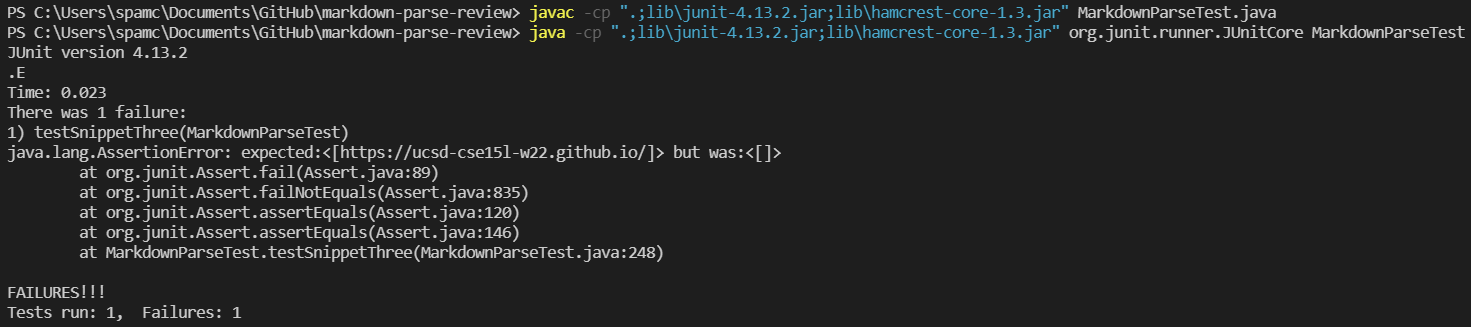 PS C:\Users\spamc\Documents\GitHub\markdown-parse-review> javac -cp ".;lib\junit-4.13.2.jar;lib\hamcrest-core-1.3.jar" MarkdownParseTest.java
PS C:\Users\spamc\Documents\GitHub\markdown-parse-review> java -cp ".;lib\junit-4.13.2.jar;lib\hamcrest-core-1.3.jar" org.junit.runner.JUnitCore MarkdownParseTest
JUnit version 4.13.2
.E
Time: 0.023
There was 1 failure:
1) testSnippetThree(MarkdownParseTest)
java.lang.AssertionError: expected:<[https://ucsd-cse15l-w22.github.io/]> but was:<[]>
        at org.junit.Assert.fail(Assert.java:89)
        at org.junit.Assert.failNotEquals(Assert.java:835)
        at org.junit.Assert.assertEquals(Assert.java:120)
        at org.junit.Assert.assertEquals(Assert.java:146)
        at MarkdownParseTest.testSnippetThree(MarkdownParseTest.java:248)

FAILURES!!!
Tests run: 1,  Failures: 1